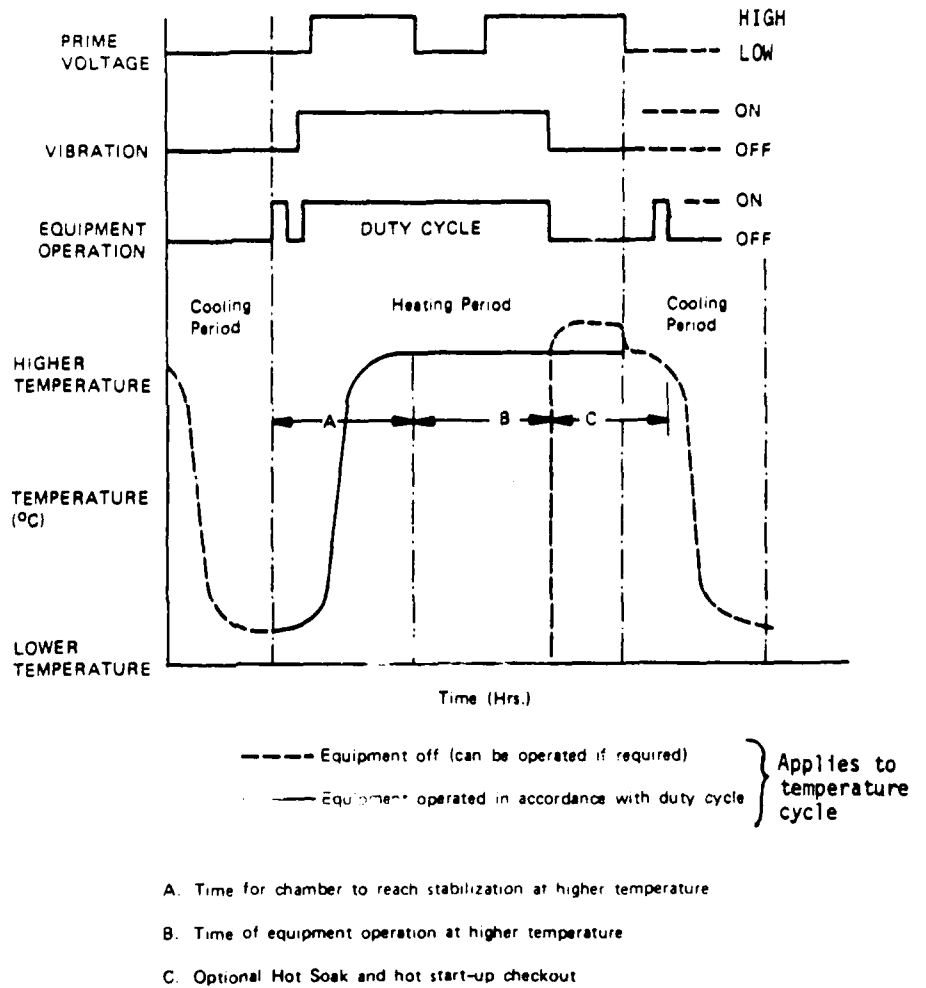 PRIME
VOLTAGE
HIGH
LOW
VIBRATION
ON
OFF
EQUIPMENT
OPERATION
DUTY CYCLE
ON
OFF
Cooling
Period
Heating Period
Cooling
Period
HIGHER
TEMPERATURE
A
B
C
TEMPERATURE
(°C)
LOWER
TEMPERATURE
Time (Hrs.)
Equipment off (can be operated if required)
Equipment operated in accordance with duty cycle
Applies to
temperature
cycle
A. Time for chamber to reach stabilization at higher temperature
B. Time of equipment operation at higher temperature
C. Optional Hot Soak and hot start-up checkout